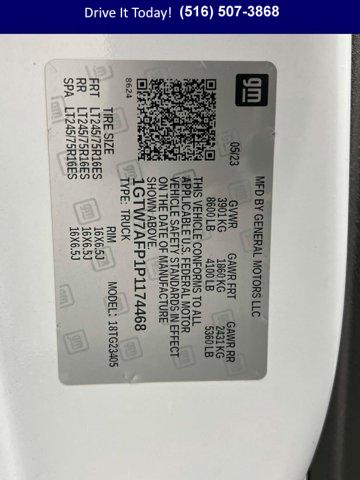 Drive It Today! (516) 507-3868
gm
MFD BY GENERAL MOTORS LLC
05/23
GVWR GAWR FRT GAWR RR
3901 KG 1860 KG 2431 KG
8600 LB 4100 LB 5360 LB
THIS VEHICLE CONFORMS TO ALL
APPLICABLE U.S. FEDERAL MOTOR
VEHICLE SAFETY STANDARDS IN EFFECT
ON THE DATE OF MANUFACTURE
SHOWN ABOVE.
1GTW7AFP1P1174468
TYPE: TRUCK
MODEL: 18TG23405
8624
TIRE SIZE RIM
FRT LT245/75R16ES 16X6.5J
RR LT245/75R16ES 16X6.5J
SPA LT245/75R16ES 16X6.5J